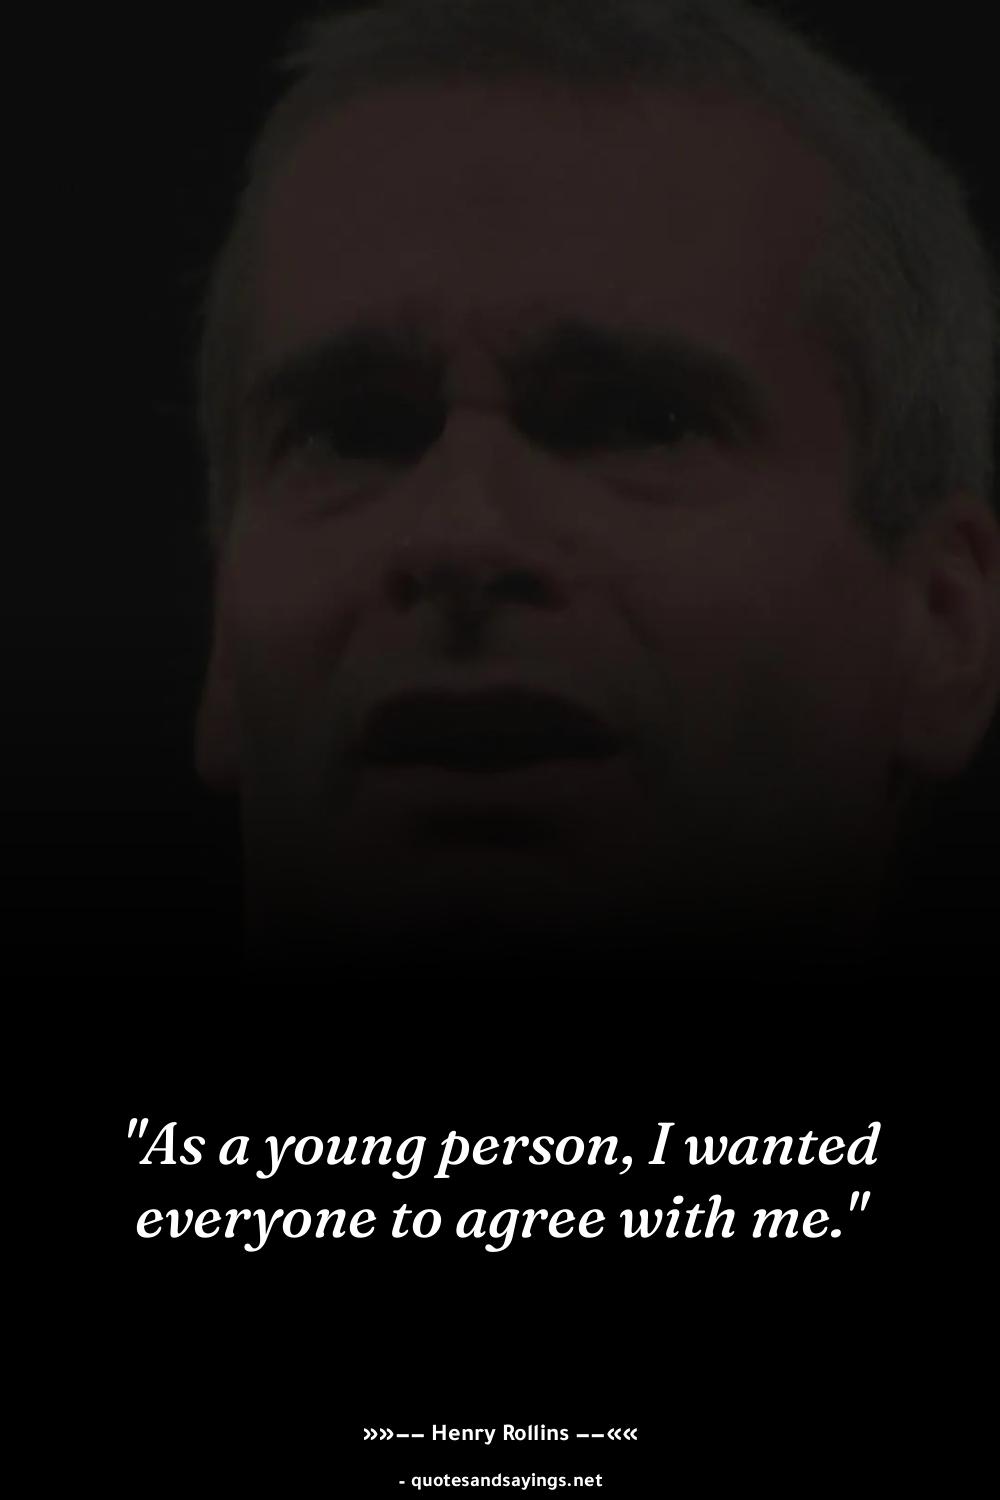 "As a young person, I wanted
everyone to agree with me."
»»–– Henry Rollins ––««
- quotesandsayings.net